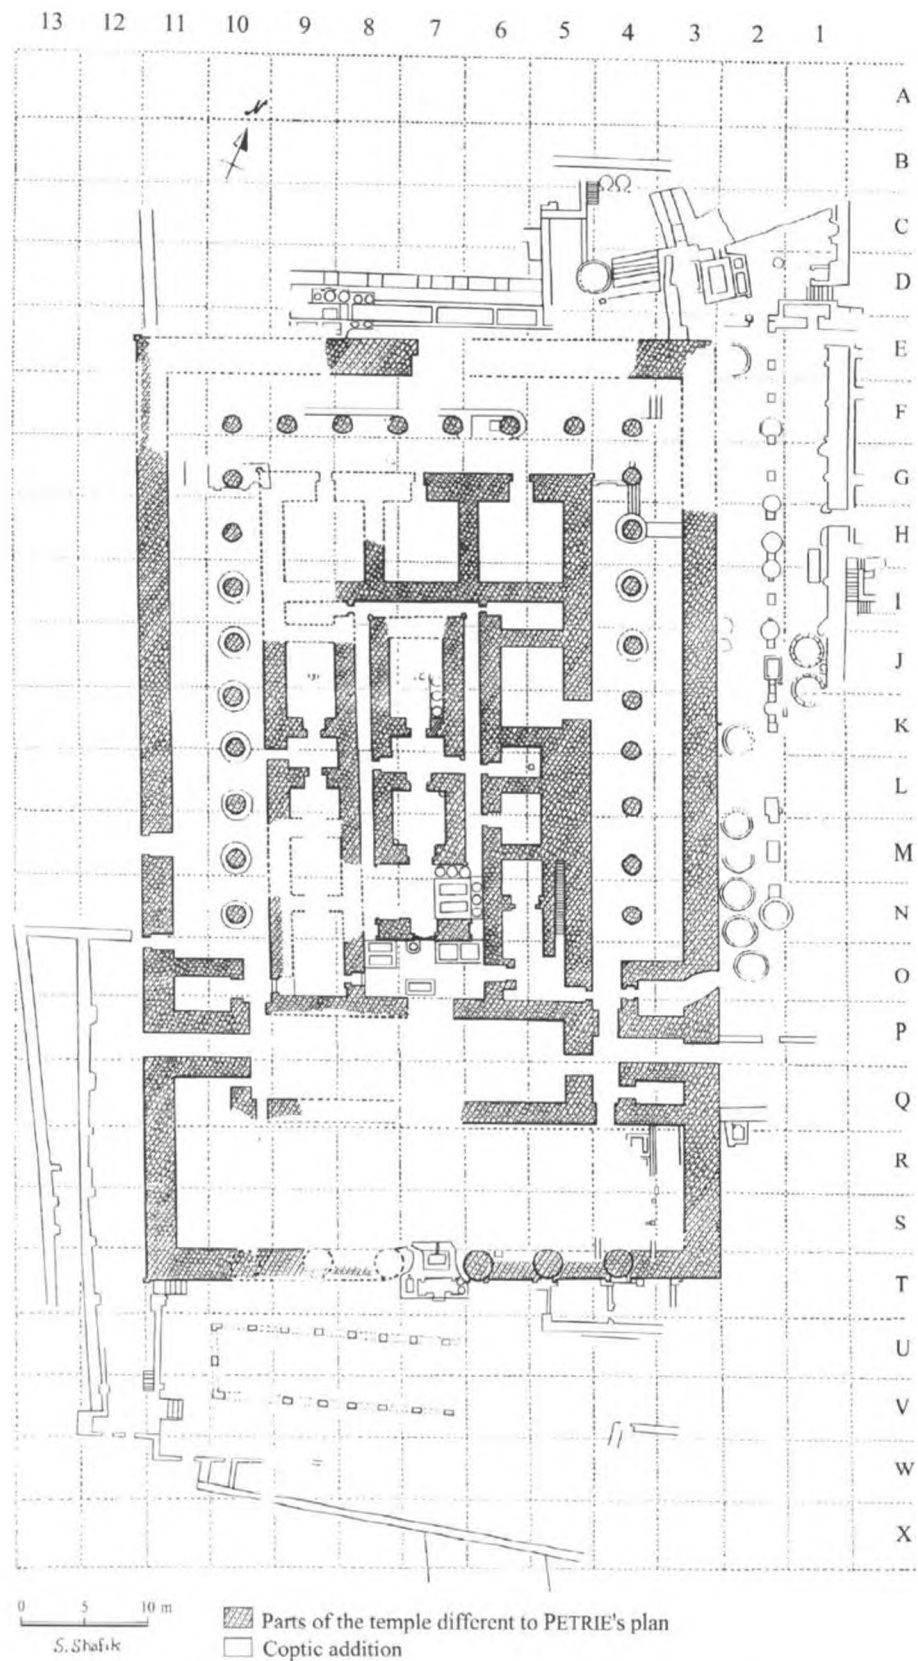 13 12 11 10 9 8 7 6 5 4 3 2 1
A
N
B
C
D
E
F
G
H
I
J
K
L
M
N
O
P
Q
R
S
T
U
V
W
X
0 5 10 m
S. Shafik
Parts of the temple different to PETRIE's plan
Coptic addition